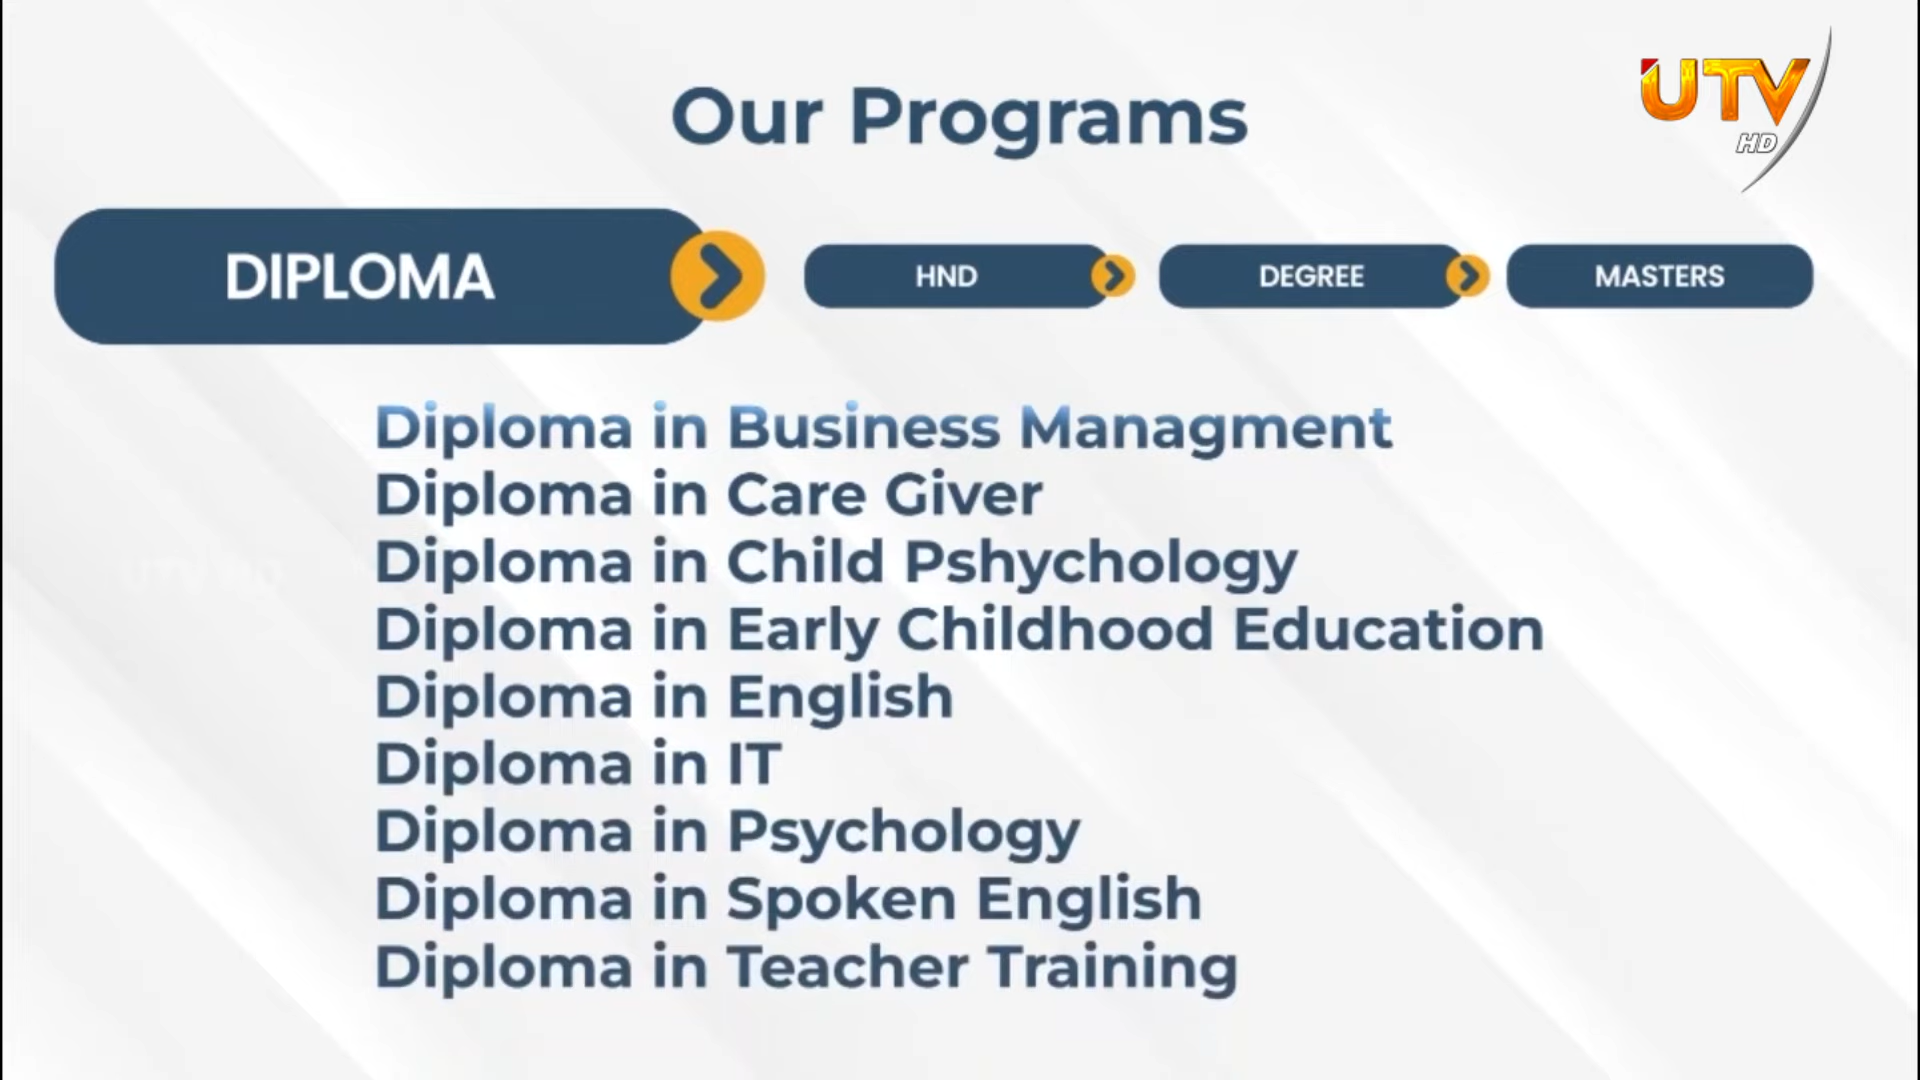 Our Programs
UTV
HD
DIPLOMA
HND
DEGREE
MASTERS
Diploma in Business Managment
Diploma in Care Giver
Diploma in Child Pshychology
Diploma in Early Childhood Education
Diploma in English
Diploma in IT
Diploma in Psychology
Diploma in Spoken English
Diploma in Teacher Training
UTV HD